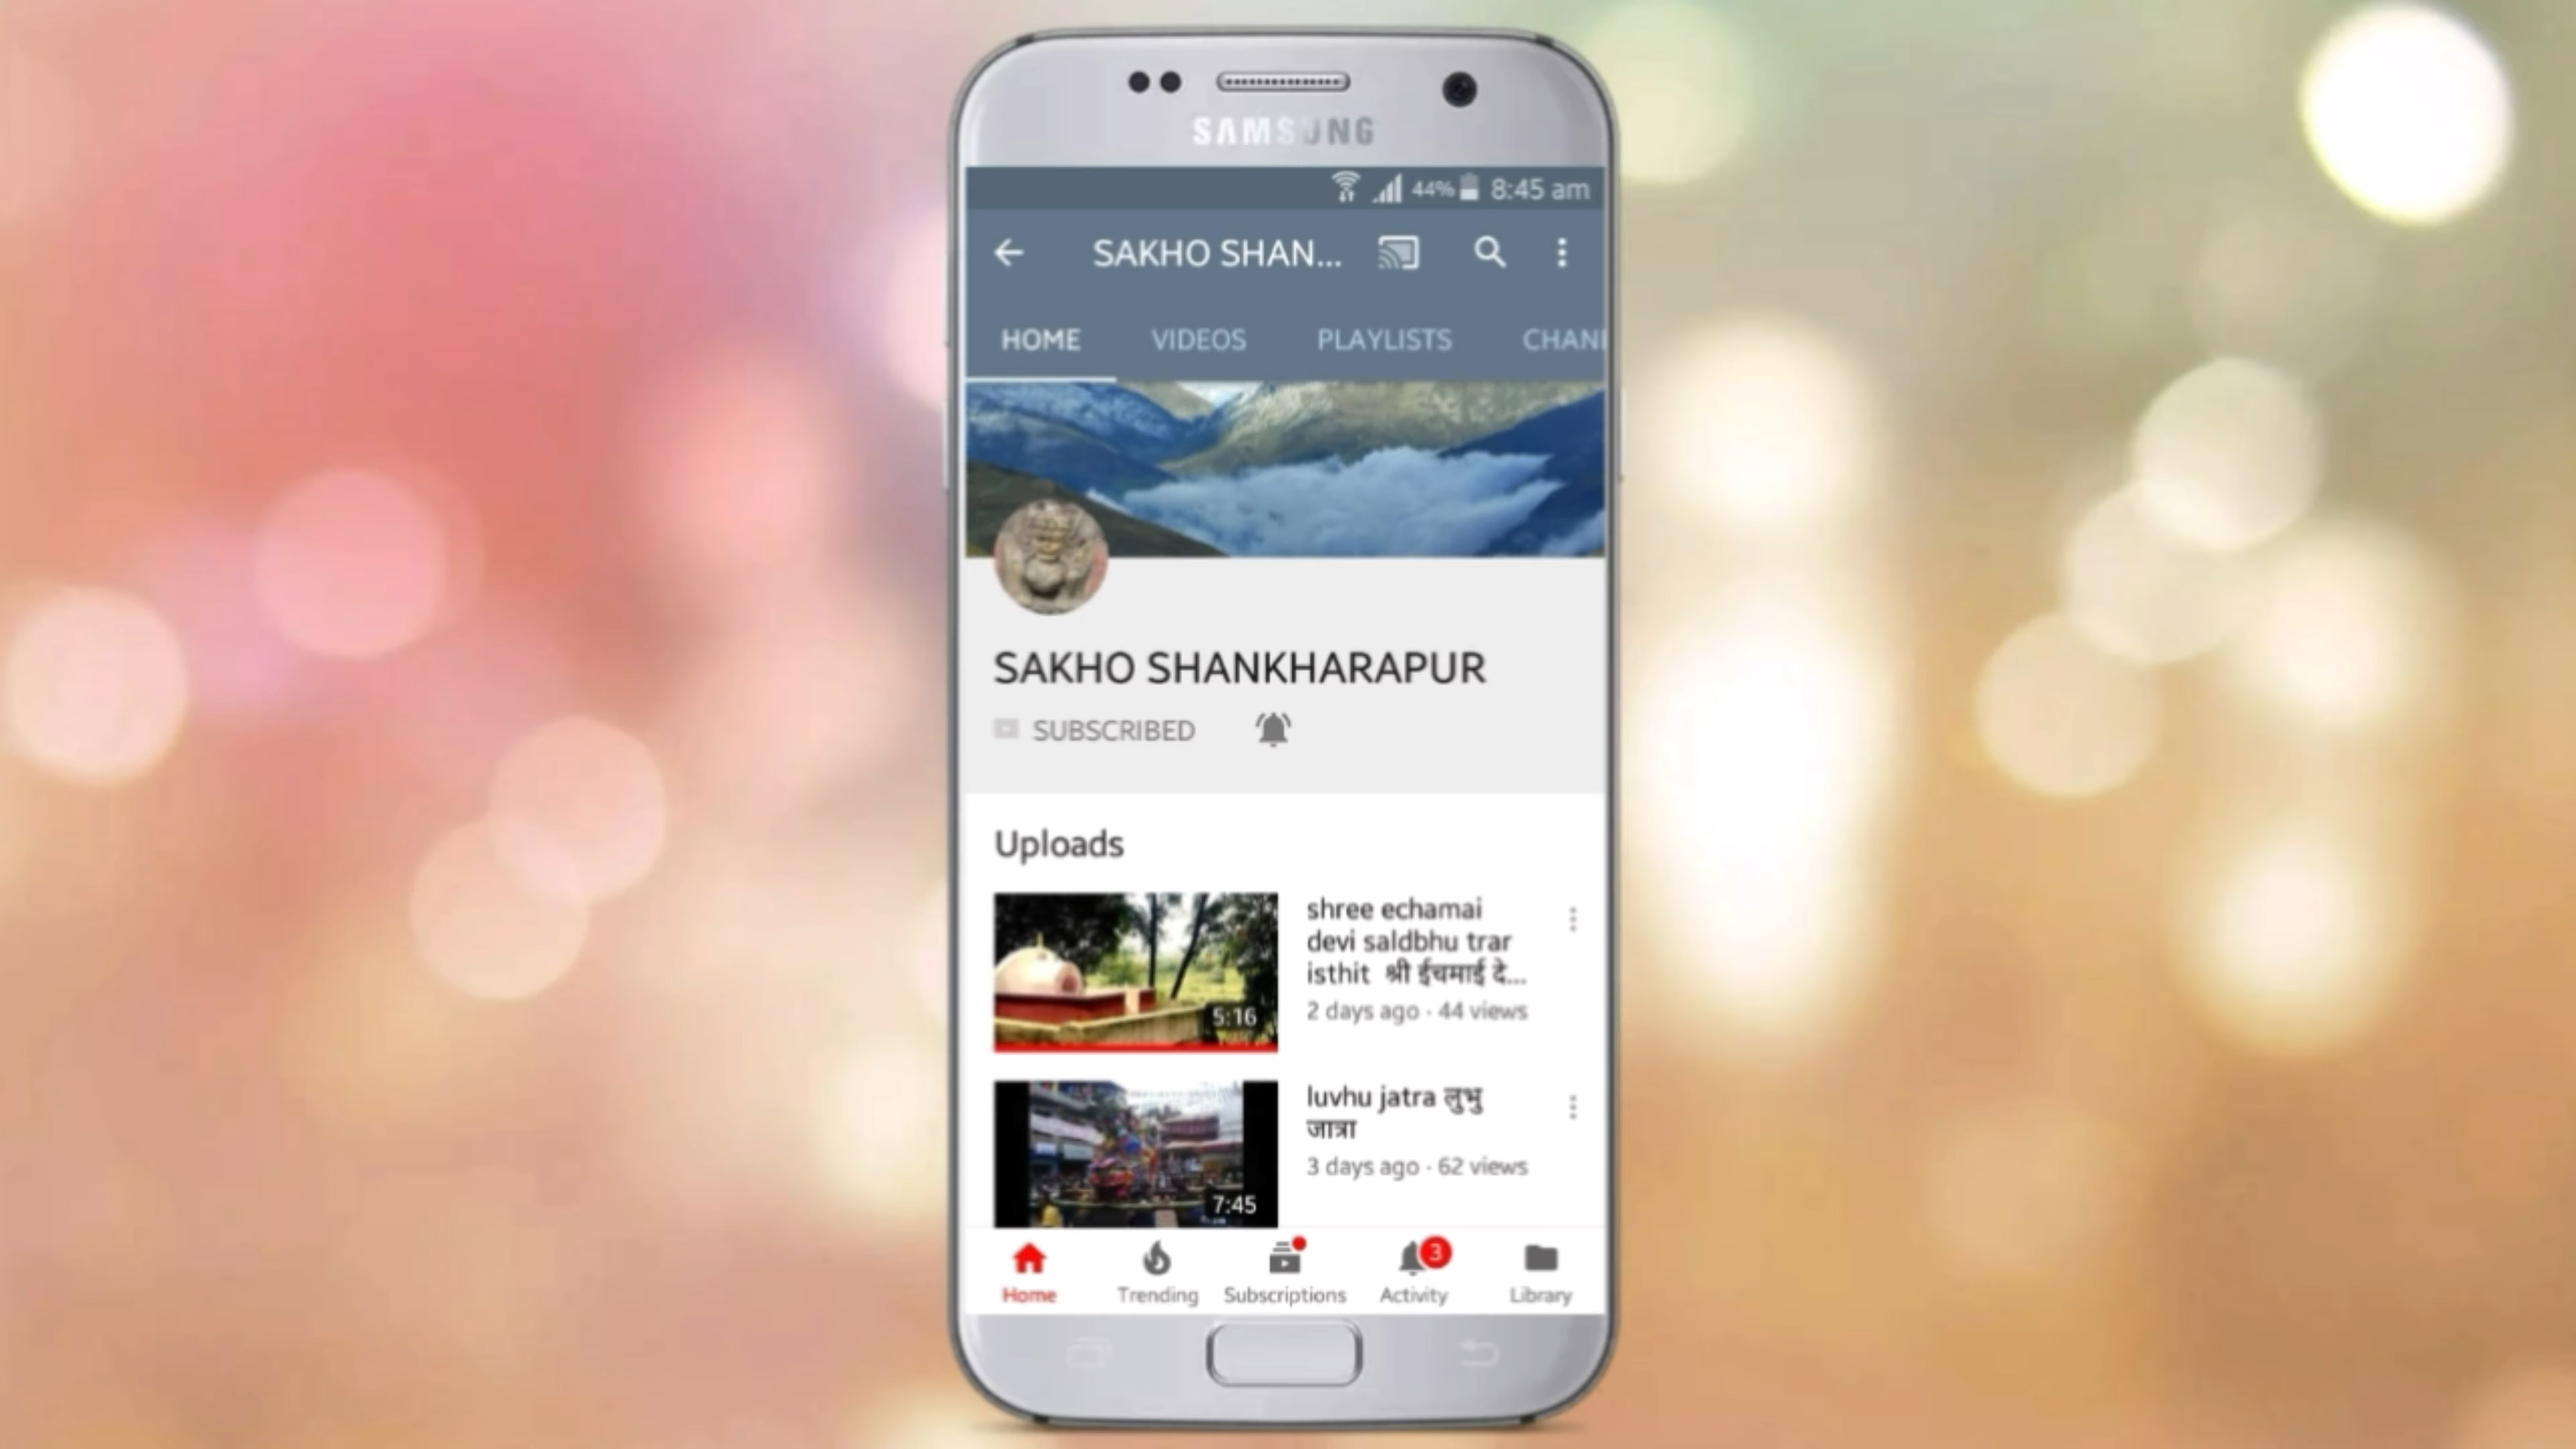 SAMSUNG
44% 8:45 am
SAKHO SHAN...
HOME VIDEOS PLAYLISTS CHAN
SAKHO SHANKHARAPUR
SUBSCRIBED
Uploads
shree echamai
devi saldbhu trar
isthit श्री ईचमाई दे...
2 days ago · 44 views
5:16
luvhu jatra लुभु
जात्रा
3 days ago · 62 views
7:45
3
Home Trending Subscriptions Activity Library